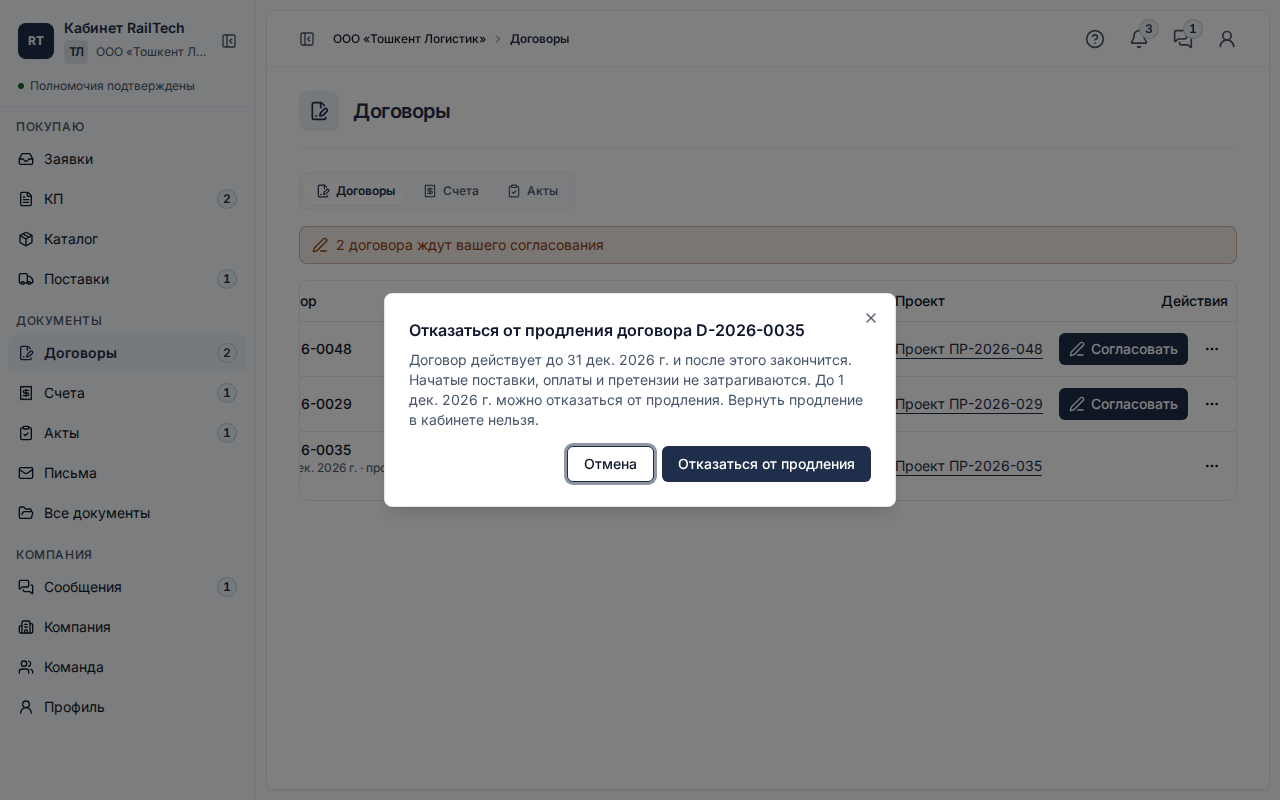 RT
Кабинет RailTech
ТЛ ООО «Тошкент Л...
Полномочия подтверждены
ПОКУПАЮ
Заявки
КП 2
Каталог
Поставки 1
ДОКУМЕНТЫ
Договоры 2
Счета 1
Акты 1
Письма
Все документы
КОМПАНИЯ
Сообщения 1
Компания
Команда
Профиль
ООО «Тошкент Логистик» Договоры
3
1
Договоры
Договоры Счета Акты
2 договора ждут вашего согласования
ор Проект Действия
6-0048 Проект ПР-2026-048 Согласовать
6-0029 Проект ПР-2026-029 Согласовать
6-0035
ек. 2026 г. · про Проект ПР-2026-035
Отказаться от продления договора D-2026-0035
Договор действует до 31 дек. 2026 г. и после этого закончится.
Начатые поставки, оплаты и претензии не затрагиваются. До 1
дек. 2026 г. можно отказаться от продления. Вернуть продление
в кабинете нельзя.
Отмена Отказаться от продления